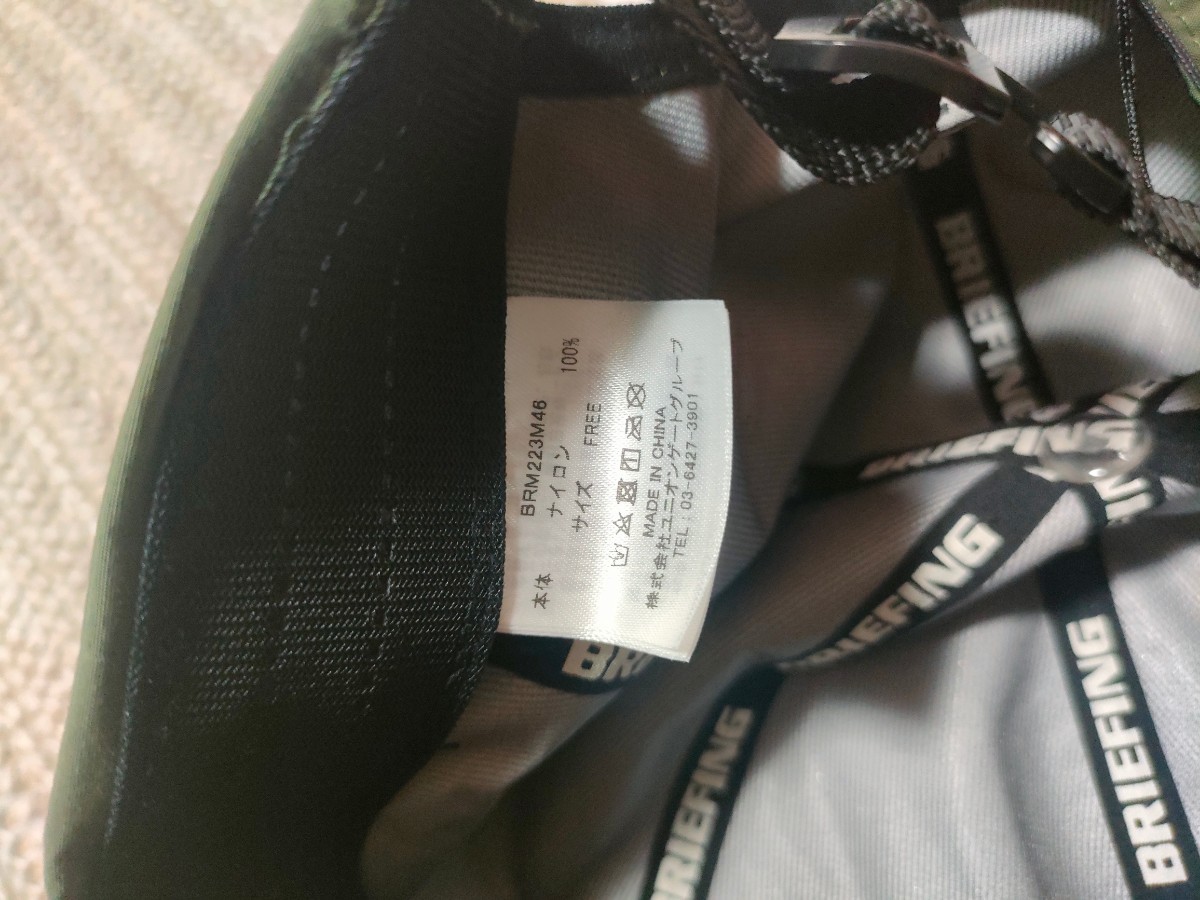 BRM223M46
本体 ナイロン 100%
サイズ FREE
MADE IN CHINA
株式会社ユニオンゲートグループ
TEL:03-6427-3901
BRIEFING
BRIEFING
BRIEFING
BRIEFING
BRIEFING